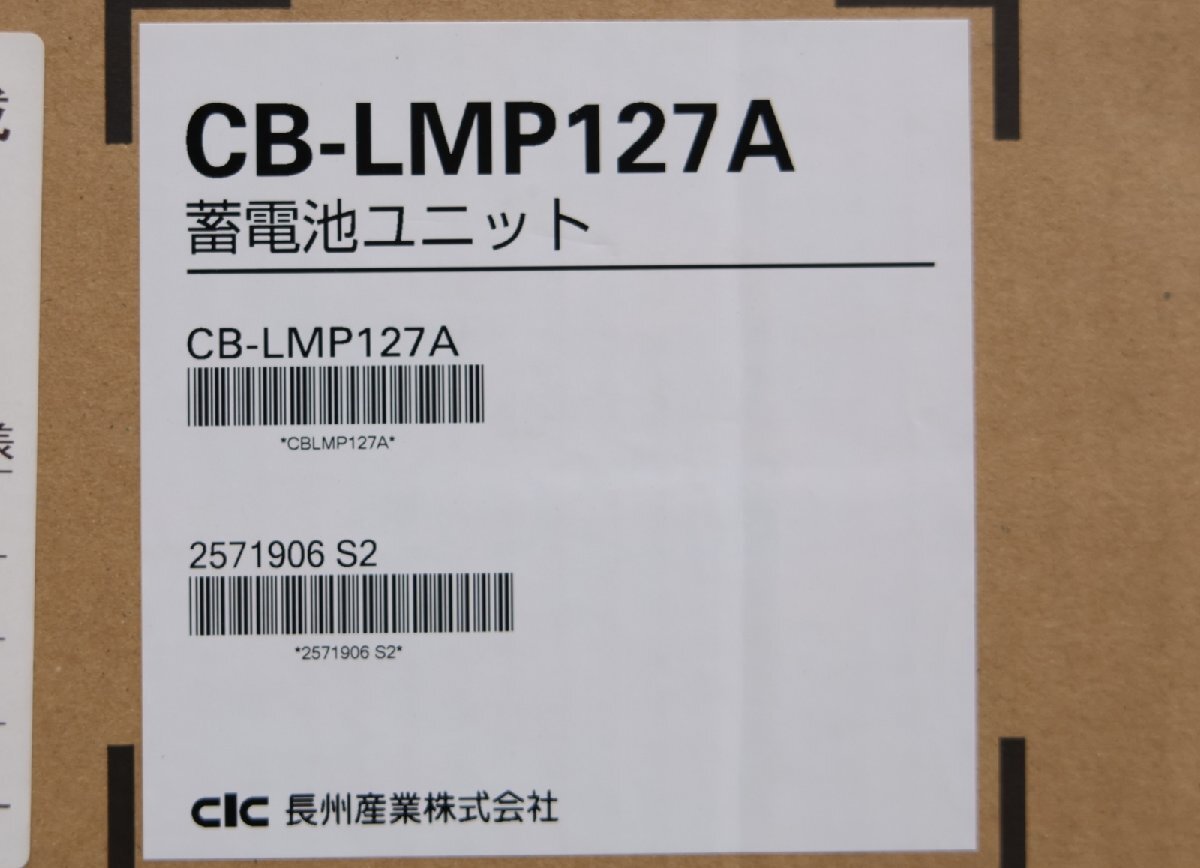 CB-LMP127A
蓄電池ユニット
CB-LMP127A
*CBLMP127A*
2571906 S2
*2571906 S2*
CIC 長州産業株式会社